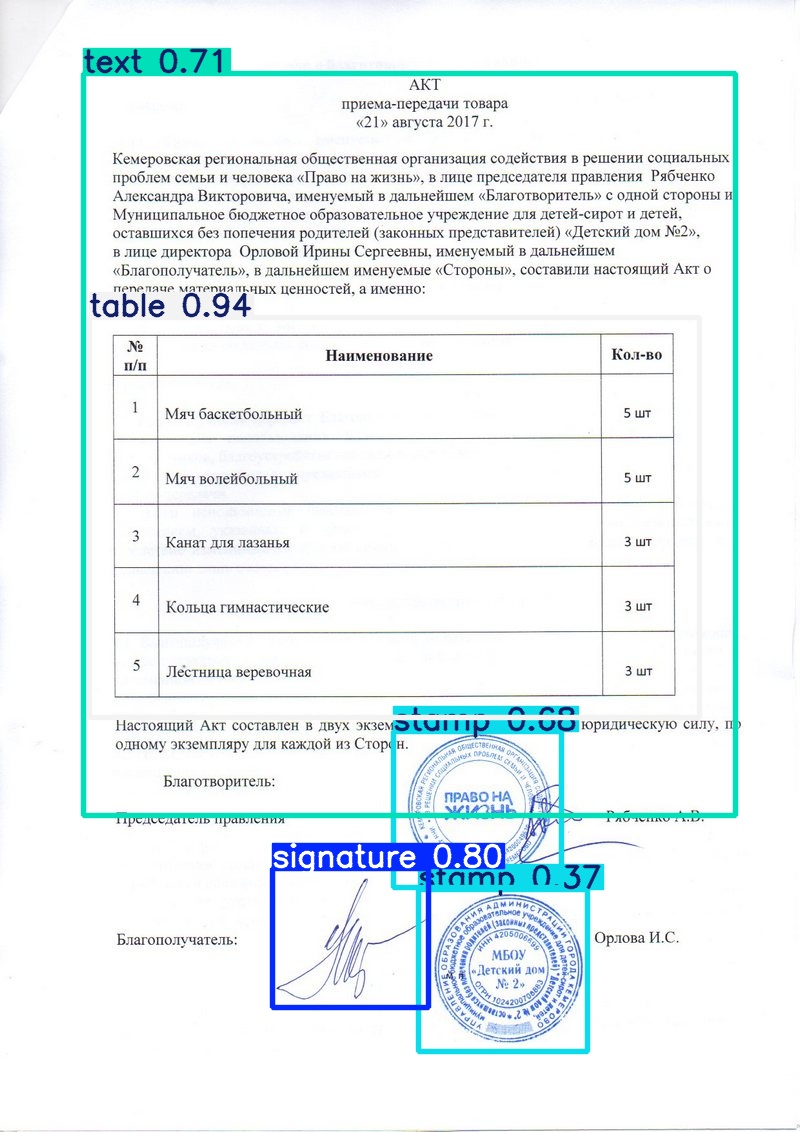 text 0.71
АКТ
приема-передачи товара
«21» августа 2017 г.
Кемеровская региональная общественная организация содействия в решении социальных
проблем семьи и человека «Право на жизнь», в лице председателя правления Рябченко
Александра Викторовича, именуемый в дальнейшем «Благотворитель» с одной стороны и
Муниципальное бюджетное образовательное учреждение для детей-сирот и детей,
оставшихся без попечения родителей (законных представителей) «Детский дом №2»,
в лице директора Орловой Ирины Сергеевны, именуемый в дальнейшем
«Благополучатель», в дальнейшем именуемые «Стороны», составили настоящий Акт о
передаче материальных ценностей, а именно:
table 0.94
№ п/п Наименование Кол-во
1 Мяч баскетбольный 5 шт
2 Мяч волейбольный 5 шт
3 Канат для лазанья 3 шт
4 Кольца гимнастические 3 шт
5 Лестница веревочная 3 шт
stamp 0.68
Настоящий Акт составлен в двух юридическую силу, по
одному экземпляру для каждой из Сторон.
Благотворитель:
ПРАВО НА
ЖИЗНЬ
Председатель правления Рябченко А.В.
signature 0.80
stamp 0.37
Благополучатель: Орлова И.С.
УПРАВЛЕНИЕ ОБРАЗОВАНИЯ АДМИНИСТРАЦИИ ГОРОДА КЕМЕРОВО
МБОУ
«Детский дом
№ 2»